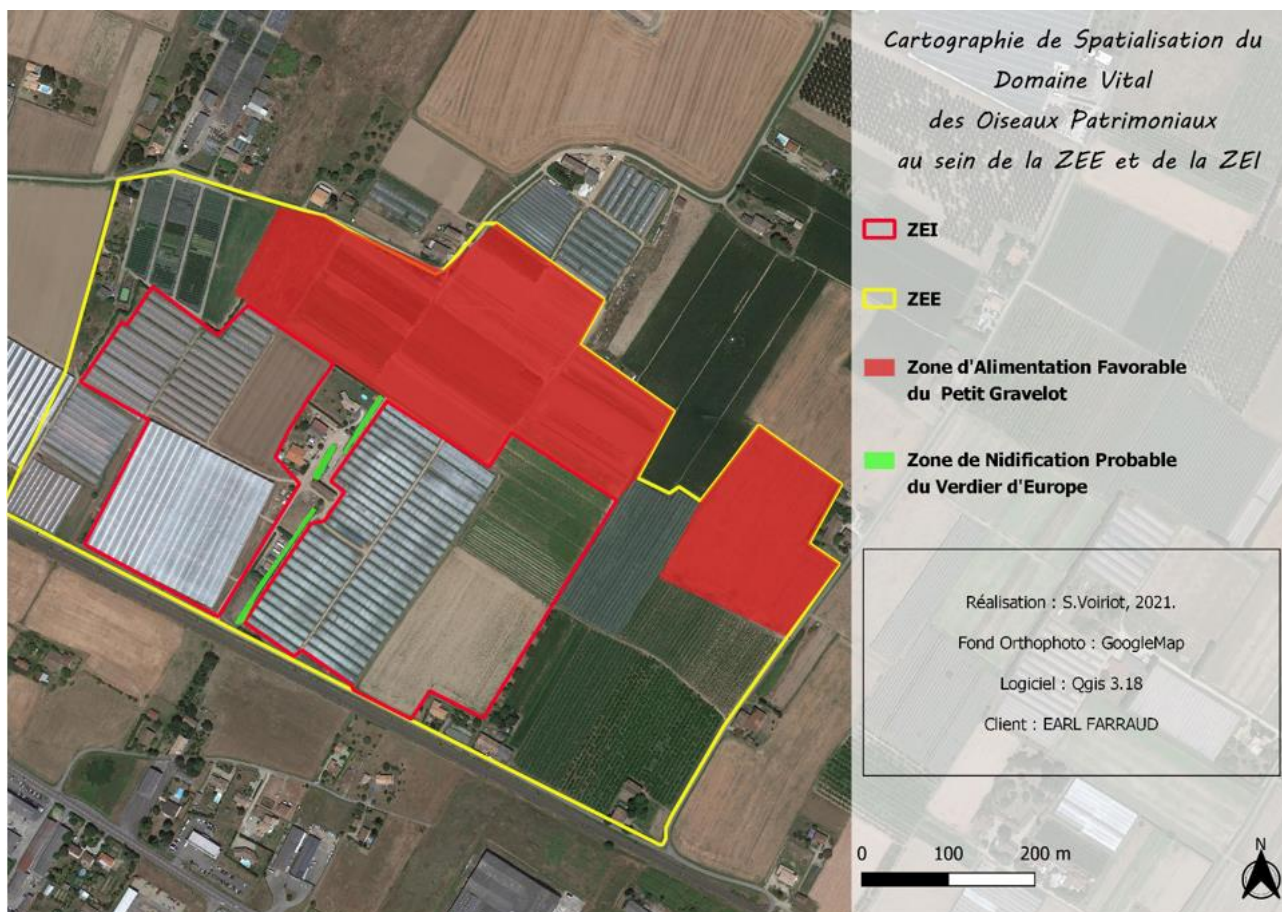 Cartographie de Spatialisation du
Domaine Vital
des Oiseaux Patrimoniaux
au sein de la ZEE et de la ZEI
ZEI
ZEE
Zone d'Alimentation Favorable
du Petit Gravelot
Zone de Nidification Probable
du Verdier d'Europe
Réalisation : S.Voiriot, 2021.
Fond Orthophoto : GoogleMap
Logiciel : Qgis 3.18
Client : EARL FARRAUD
0 100 200 m
N